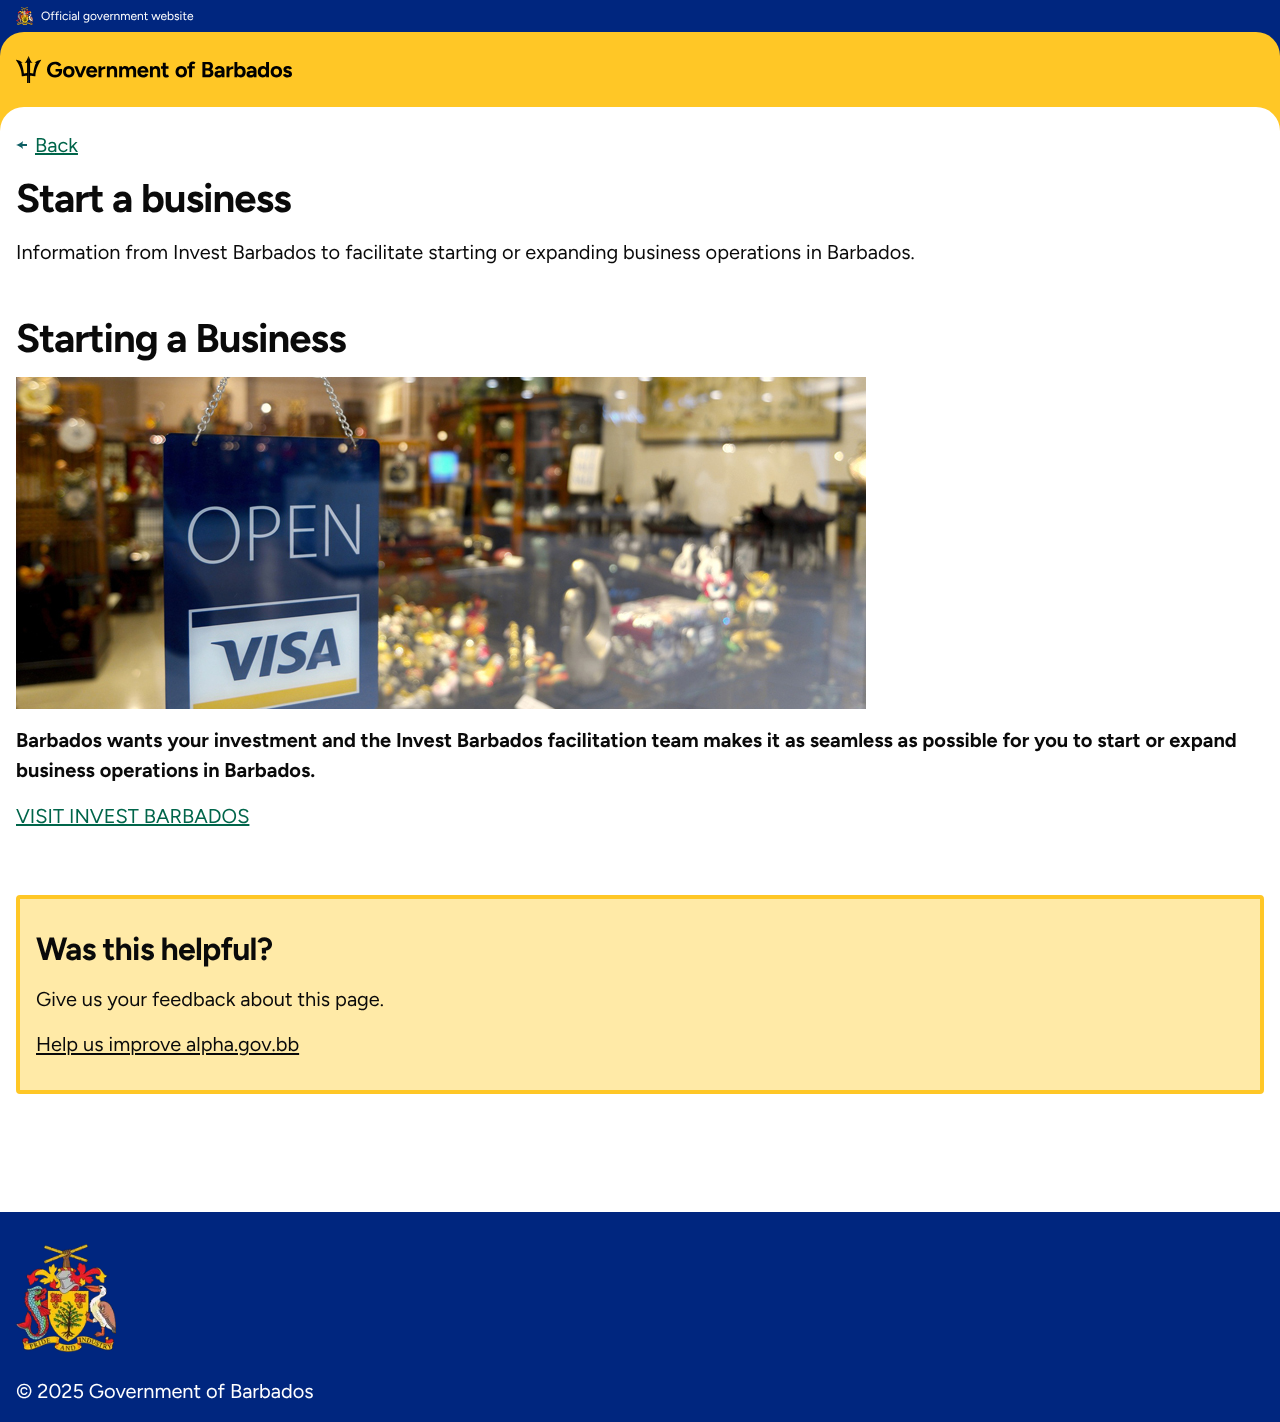 Official government website
Government of Barbados
Back
Start a business
Information from Invest Barbados to facilitate starting or expanding business operations in Barbados.
Starting a Business
OPEN
VISA
Barbados wants your investment and the Invest Barbados facilitation team makes it as seamless as possible for you to start or expand
business operations in Barbados.
VISIT INVEST BARBADOS
Was this helpful?
Give us your feedback about this page.
Help us improve alpha.gov.bb
PRIDE AND INDUSTRY
© 2025 Government of Barbados